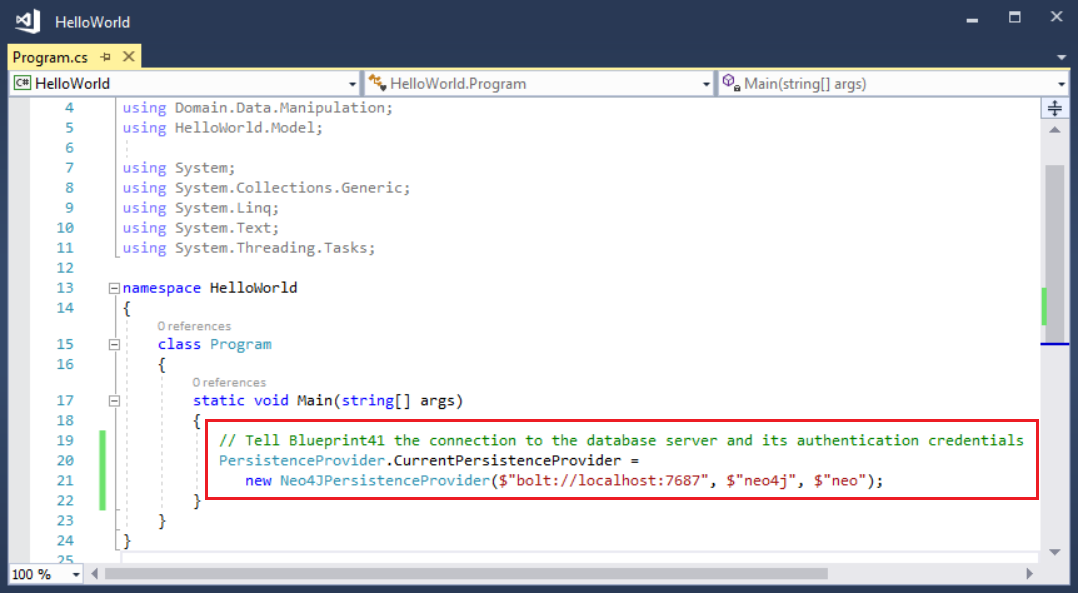 HelloWorld
Program.cs
C# HelloWorld HelloWorld.Program Main(string[] args)
4 using Domain.Data.Manipulation;
5 using HelloWorld.Model;
6
7 using System;
8 using System.Collections.Generic;
9 using System.Linq;
10 using System.Text;
11 using System.Threading.Tasks;
12
13 namespace HelloWorld
14 {
0 references
15 class Program
16 {
0 references
17 static void Main(string[] args)
18 {
19 // Tell Blueprint41 the connection to the database server and its authentication credentials
20 PersistenceProvider.CurrentPersistenceProvider =
21 new Neo4JPersistenceProvider($"bolt://localhost:7687", $"neo4j", $"neo");
22 }
23 }
24 }
25
100 %